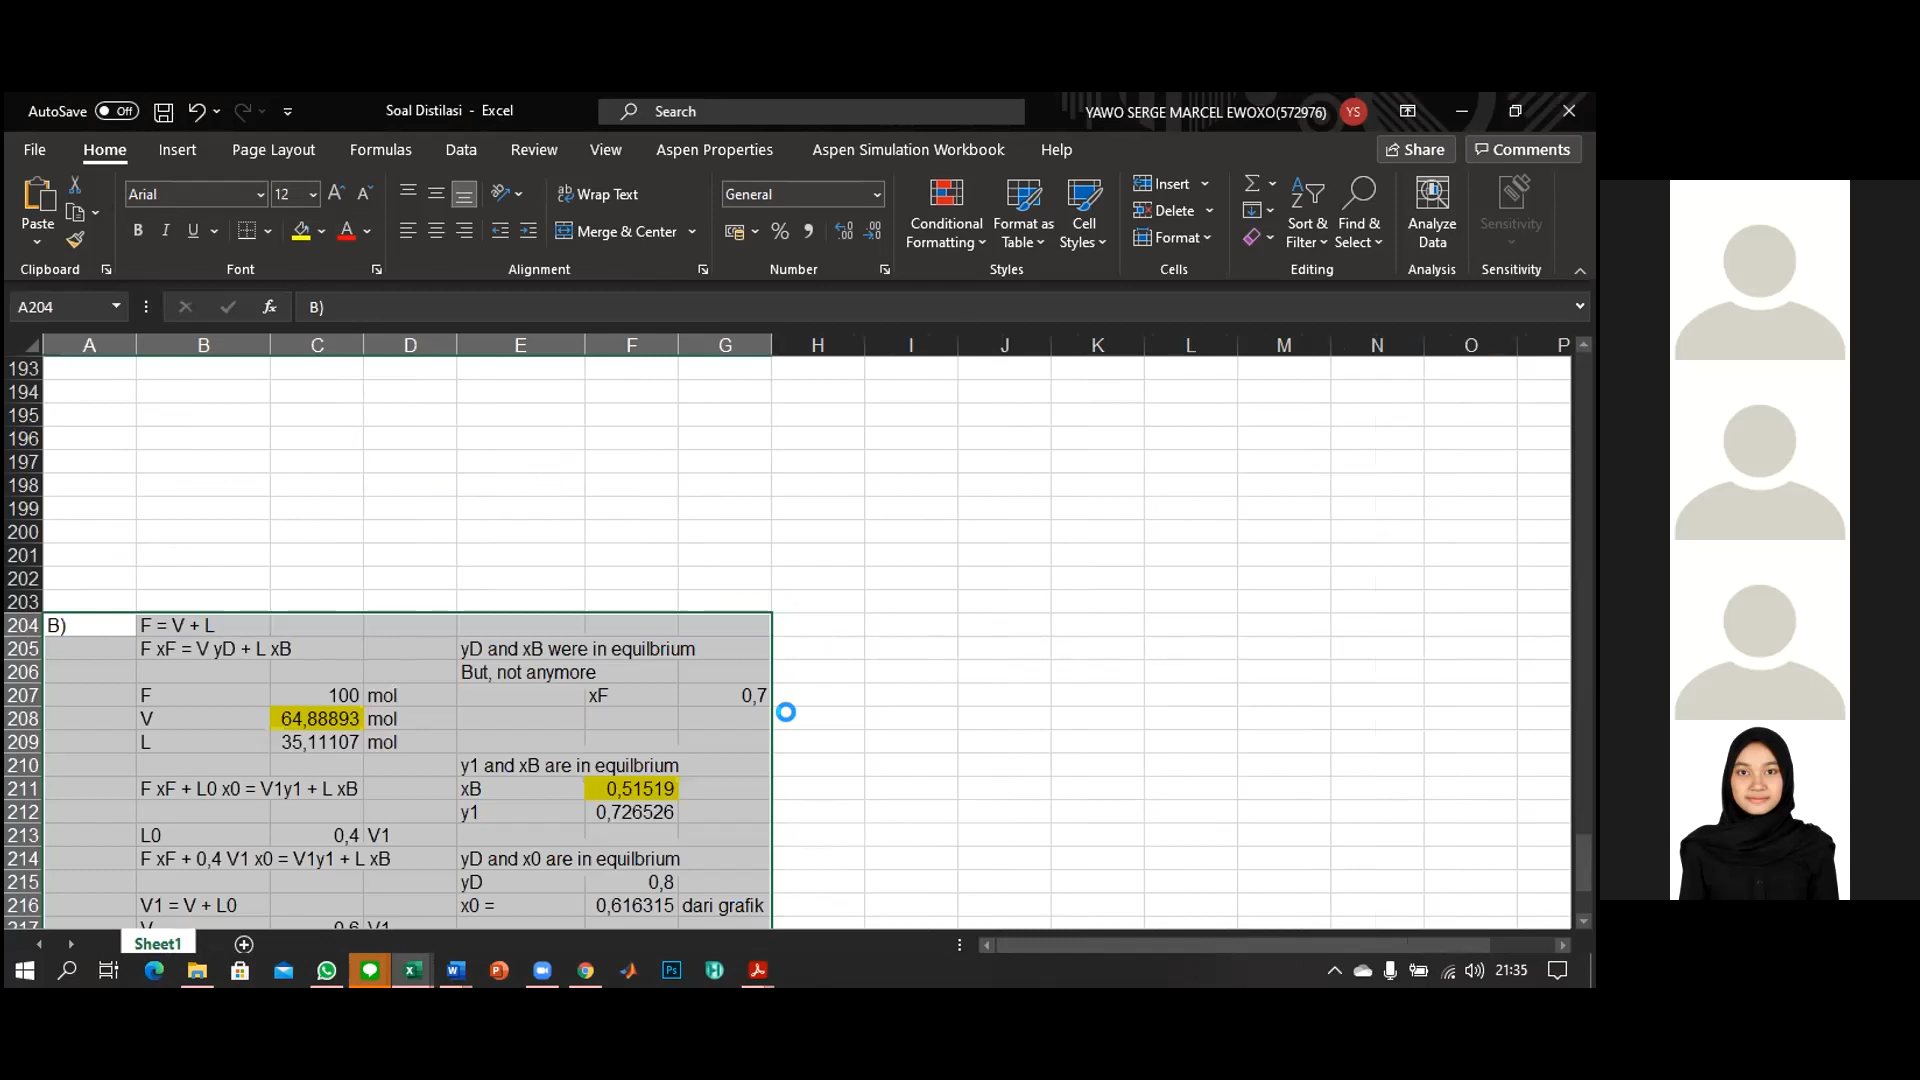 AutoSave Off Soal Distilasi - Excel Search YAWO SERGE MARCEL EWOXO(572976) YS
File Home Insert Page Layout Formulas Data Review View Aspen Properties Aspen Simulation Workbook Help Share Comments
Paste
Clipboard
Arial 12
B I U
Font
Wrap Text
Merge & Center
Alignment
General
Number
Conditional Formatting
Format as Table
Cell Styles
Styles
Insert
Delete
Format
Cells
Sort & Filter
Find & Select
Editing
Analyze Data
Analysis
Sensitivity
Sensitivity
A204 fx B)
A B C D E F G H I J K L M N O P
193
194
195
196
197
198
199
200
201
202
203
204 B) F = V + L
205 F xF = V yD + L xB yD and xB were in equilbrium
206 But, not anymore
207 F 100 mol xF 0,7
208 V 64,88893 mol
209 L 35,11107 mol
210 y1 and xB are in equilbrium
211 F xF + L0 x0 = V1y1 + L xB xB 0,51519
212 y1 0,726526
213 L0 0,4 V1
214 F xF + 0,4 V1 x0 = V1y1 + L xB yD and x0 are in equilbrium
215 yD 0,8
216 V1 = V + L0 x0 = 0,616315 dari grafik
217 V 0,6 V1
Sheet1
21:35